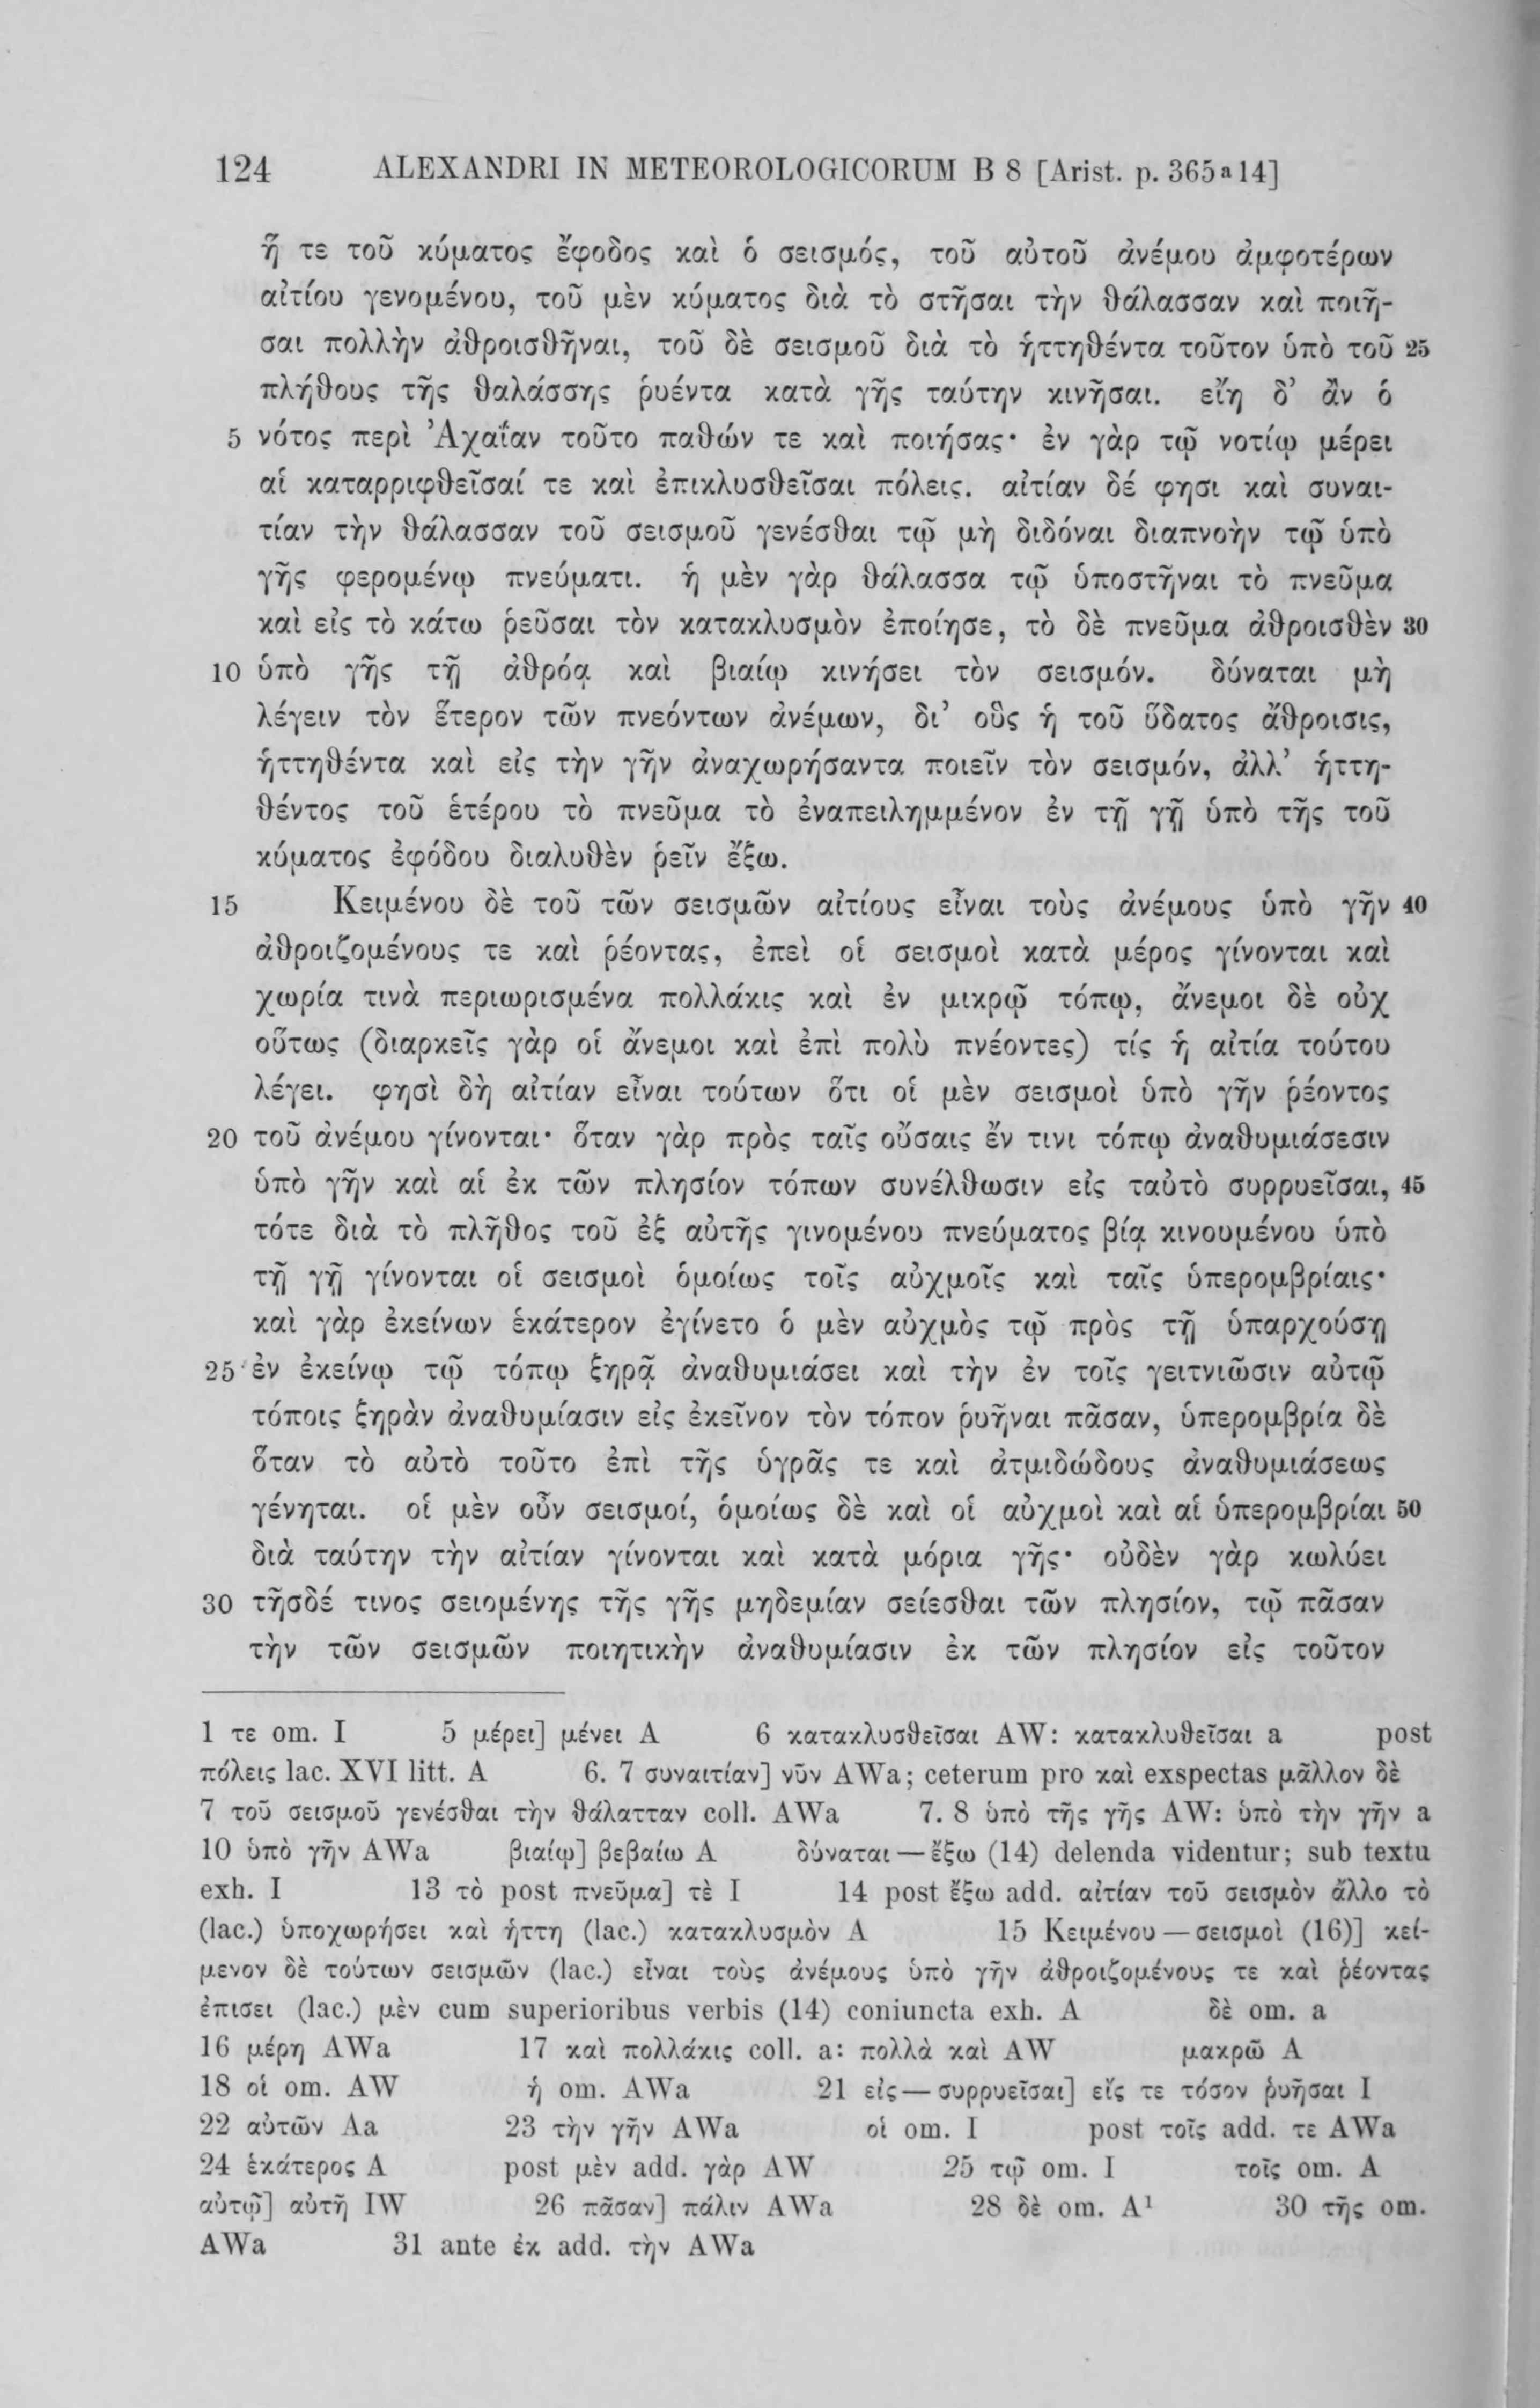 124 ALEXANDRI IN METEOROLOGICORUM B 8 [Arist. p. 365a14]
ἥ τε τοῦ κύματος ἔφοδος καὶ ὁ σεισμός, τοῦ αὐτοῦ ἀνέμου ἀμφοτέρων
αἰτίου γενομένου, τοῦ μὲν κύματος διὰ τὸ στῆσαι τὴν θάλασσαν καὶ ποιῆ-
σαι πολλὴν ἀθροισθῆναι, τοῦ δὲ σεισμοῦ διὰ τὸ ἡττηθέντα τοῦτον ὑπὸ τοῦ 25
πλήθους τῆς θαλάσσης ῥυέντα κατὰ γῆς ταύτην κινῆσαι. εἴη δ’ ἂν ὁ
5 νότος περὶ Ἀχαΐαν τοῦτο παθών τε καὶ ποιήσας· ἐν γὰρ τῷ νοτίῳ μέρει
αἱ καταρριφθεῖσαί τε καὶ ἐπικλυσθεῖσαι πόλεις. αἰτίαν δέ φησι καὶ συναι-
τίαν τὴν θάλασσαν τοῦ σεισμοῦ γενέσθαι τῷ μὴ διδόναι διαπνοὴν τῷ ὑπὸ
γῆς φερομένῳ πνεύματι. ἡ μὲν γὰρ θάλασσα τῷ ὑποστῆναι τὸ πνεῦμα
καὶ εἰς τὸ κάτω ῥεῦσαι τὸν κατακλυσμὸν ἐποίησε, τὸ δὲ πνεῦμα ἀθροισθὲν 30
10 ὑπὸ γῆς τῇ ἀθρόᾳ καὶ βιαίῳ κινήσει τὸν σεισμόν. δύναται μὴ
λέγειν τὸν ἕτερον τῶν πνεόντων ἀνέμων, δι’ οὓς ἡ τοῦ ὕδατος ἄθροισις,
ἡττηθέντα καὶ εἰς τὴν γῆν ἀναχωρήσαντα ποιεῖν τὸν σεισμόν, ἀλλ’ ἡττη-
θέντος τοῦ ἑτέρου τὸ πνεῦμα τὸ ἐναπειλημμένον ἐν τῇ γῇ ὑπὸ τῆς τοῦ
κύματος ἐφόδου διαλυθὲν ῥεῖν ἔξω.
15 Κειμένου δὲ τοῦ τῶν σεισμῶν αἰτίους εἶναι τοὺς ἀνέμους ὑπὸ γῆν 40
ἀθροιζομένους τε καὶ ῥέοντας, ἐπεὶ οἱ σεισμοὶ κατὰ μέρος γίνονται καὶ
χωρία τινὰ περιωρισμένα πολλάκις καὶ ἐν μικρῷ τόπῳ, ἄνεμοι δὲ οὐχ
οὕτως (διαρκεῖς γὰρ οἱ ἄνεμοι καὶ ἐπὶ πολὺ πνέοντες) τίς ἡ αἰτία τούτου
λέγει. φησὶ δὴ αἰτίαν εἶναι τούτων ὅτι οἱ μὲν σεισμοὶ ὑπὸ γῆν ῥέοντος
20 τοῦ ἀνέμου γίνονται· ὅταν γὰρ πρὸς ταῖς οὔσαις ἔν τινι τόπῳ ἀναθυμιάσεσιν
ὑπὸ γῆν καὶ αἱ ἐκ τῶν πλησίον τόπων συνέλθωσιν εἰς ταὐτὸ συρρυεῖσαι, 45
τότε διὰ τὸ πλῆθος τοῦ ἐξ αὐτῆς γινομένου πνεύματος βίᾳ κινουμένου ὑπὸ
τῇ γῇ γίνονται οἱ σεισμοὶ ὁμοίως τοῖς αὐχμοῖς καὶ ταῖς ὑπερομβρίαις·
καὶ γὰρ ἐκείνων ἑκάτερον ἐγίνετο ὁ μὲν αὐχμὸς τῷ πρὸς τῇ ὑπαρχούσῃ
25 ἐν ἐκείνῳ τῷ τόπῳ ξηρᾷ ἀναθυμιάσει καὶ τὴν ἐν τοῖς γειτνιῶσιν αὐτῷ
τόποις ξηρὰν ἀναθυμίασιν εἰς ἐκεῖνον τὸν τόπον ῥυῆναι πᾶσαν, ὑπερομβρία δὲ
ὅταν τὸ αὐτὸ τοῦτο ἐπὶ τῆς ὑγρᾶς τε καὶ ἀτμιδώδους ἀναθυμιάσεως
γένηται. οἱ μὲν οὖν σεισμοί, ὁμοίως δὲ καὶ οἱ αὐχμοὶ καὶ αἱ ὑπερομβρίαι 50
διὰ ταύτην τὴν αἰτίαν γίνονται καὶ κατὰ μόρια γῆς· οὐδὲν γὰρ κωλύει
30 τῆσδέ τινος σειομένης τῆς γῆς μηδεμίαν σείεσθαι τῶν πλησίον, τῷ πᾶσαν
τὴν τῶν σεισμῶν ποιητικὴν ἀναθυμίασιν ἐκ τῶν πλησίον εἰς τοῦτον
1 τε om. I 5 μέρει] μένει A 6 κατακλυσθεῖσαι AW: κατακλυθεῖσαι a post
πόλεις lac. XVI litt. A 6. 7 συναιτίαν] νῦν AWa; ceterum pro καὶ exspectas μᾶλλον δὲ
7 τοῦ σεισμοῦ γενέσθαι τὴν θάλατταν coll. AWa 7. 8 ὑπὸ τῆς γῆς AW: ὑπὸ τὴν γῆν a
10 ὑπὸ γῆν AWa βιαίῳ] βεβαίω A δύναται — ἔξω (14) delenda videntur; sub textu
exh. I 13 τὸ post πνεῦμα] τὲ I 14 post ἔξω add. αἰτίαν τοῦ σεισμὸν ἄλλο τὸ
(lac.) ὑποχωρήσει καὶ ἡττη (lac.) κατακλυσμὸν A 15 Κειμένου — σεισμοὶ (16)] κεί-
μενον δὲ τούτων σεισμῶν (lac.) εἶναι τοὺς ἀνέμους ὑπὸ γῆν ἀθροιζομένους τε καὶ ῥέοντας
ἐπισει (lac.) μὲν cum superioribus verbis (14) coniuncta exh. A δὲ om. a
16 μέρη AWa 17 καὶ πολλάκις coll. a: πολλὰ καὶ AW μακρῶ A
18 οἱ om. AW ἡ om. AWa 21 εἰς — συρρυεῖσαι] εἴς τε τόσον ῥυῆσαι I
22 αὐτῶν Aa 23 τὴν γῆν AWa οἱ om. I post τοῖς add. τε AWa
24 ἑκάτερος A post μὲν add. γὰρ AW 25 τῷ om. I τοῖς om. A
αὐτῷ] αὐτῆ IW 26 πᾶσαν] πάλιν AWa 28 δὲ om. A¹ 30 τῆς om.
AWa 31 ante ἐκ add. τὴν AWa